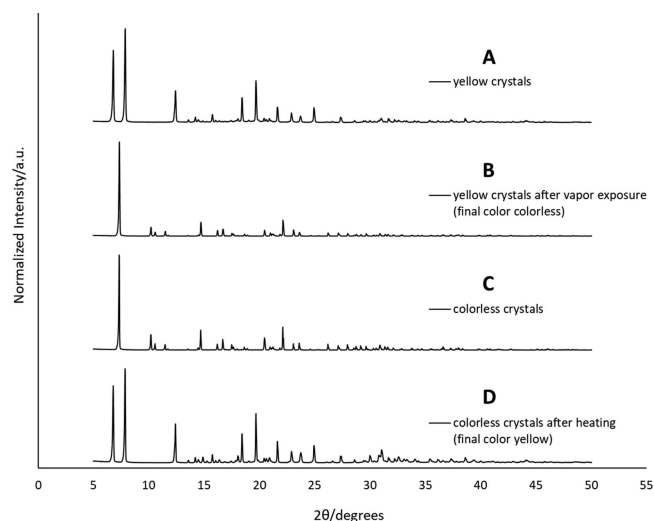 A
yellow crystals
B
yellow crystals after vapor exposure
(final color colorless)
C
colorless crystals
D
colorless crystals after heating
(final color yellow)
Normalized Intensity/a.u.
0 5 10 15 20 25 30 35 40 45 50 55
2θ/degrees